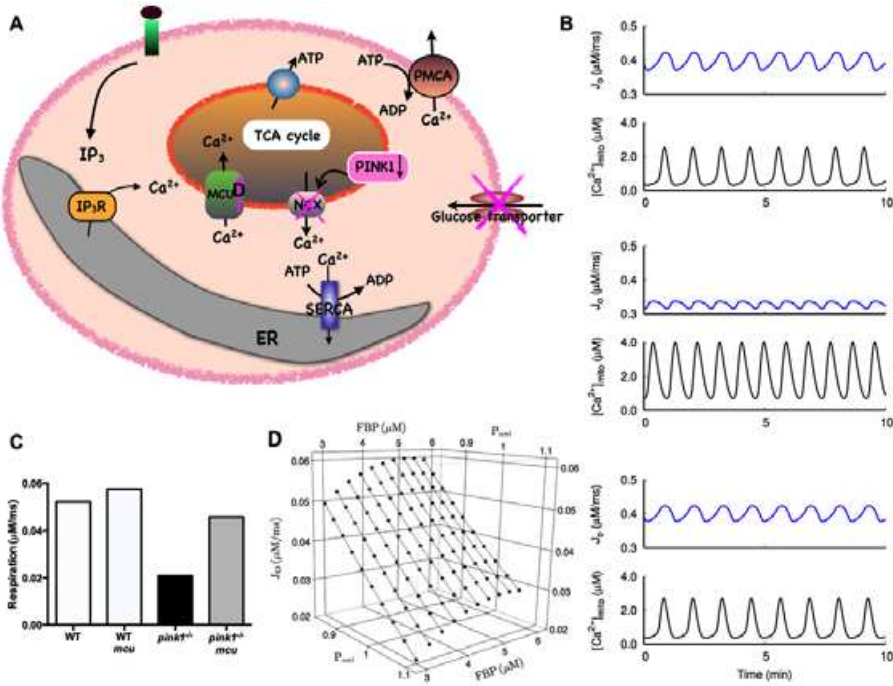 A
ATP
ATP
PMCA
ADP
Ca²⁺
TCA cycle
IP₃
Ca²⁺
PINK1
Ca²⁺
MCU D
NCX
IP₃R
Glucose transporter
Ca²⁺
Ca²⁺
Ca²⁺
ATP
ADP
SERCA
ER
B
Jₒ (µM/ms)
0.5
0.4
0.3
[Ca²⁺]mito (µM)
4.0
2.0
0.0
0 5 10
Jₒ (µM/ms)
0.5
0.4
0.3
[Ca²⁺]mito (µM)
4.0
2.0
0.0
0 5 10
Jₒ (µM/ms)
0.5
0.4
0.3
[Ca²⁺]mito (µM)
4.0
2.0
0.0
0 5 10
Time (min)
C
Respiration (µM/ms)
0.06
0.04
0.02
0.00
WT
WT
mcu
pink1⁻/⁻
pink1⁻/⁻
mcu
D
FBP (µM)
3 4 5 6
0.9 1 1.1
0.06
0.05
0.04
0.03
0.02
0.06
0.05
0.04
0.03
0.02
0.9
1
1.1
3 4 5 6
FBP (µM)